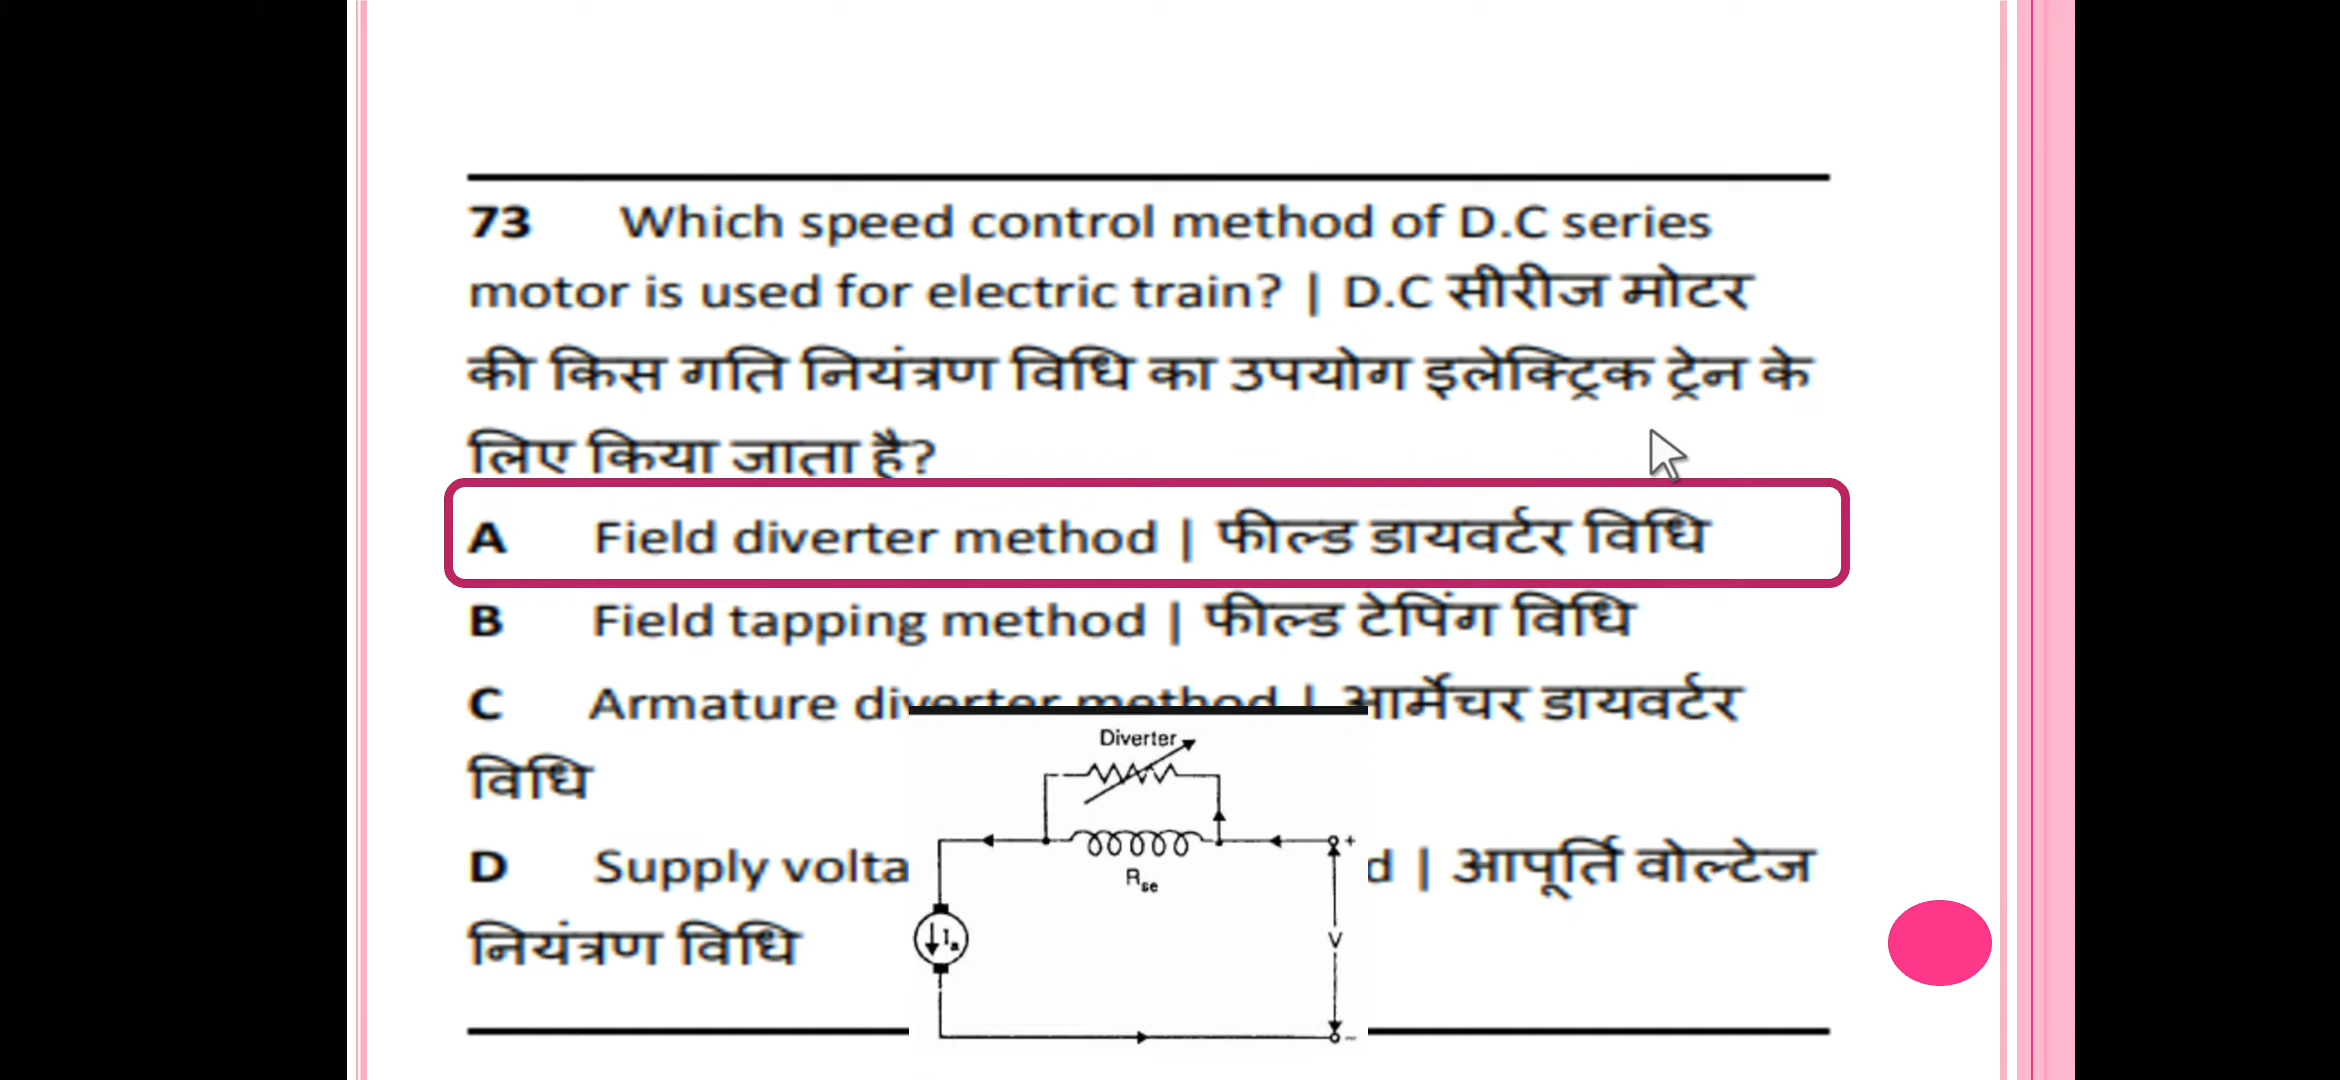 73 Which speed control method of D.C series
motor is used for electric train? | D.C सीरीज मोटर
की किस गति नियंत्रण विधि का उपयोग इलेक्ट्रिक ट्रेन के
लिए किया जाता है?
A Field diverter method | फील्ड डायवर्टर विधि
B Field tapping method | फील्ड टेपिंग विधि
C Armature diverter method | आर्मेचर डायवर्टर
विधि
D Supply volta d | आपूर्ति वोल्टेज
नियंत्रण विधि
Diverter
+
Rse
Ia
V
–